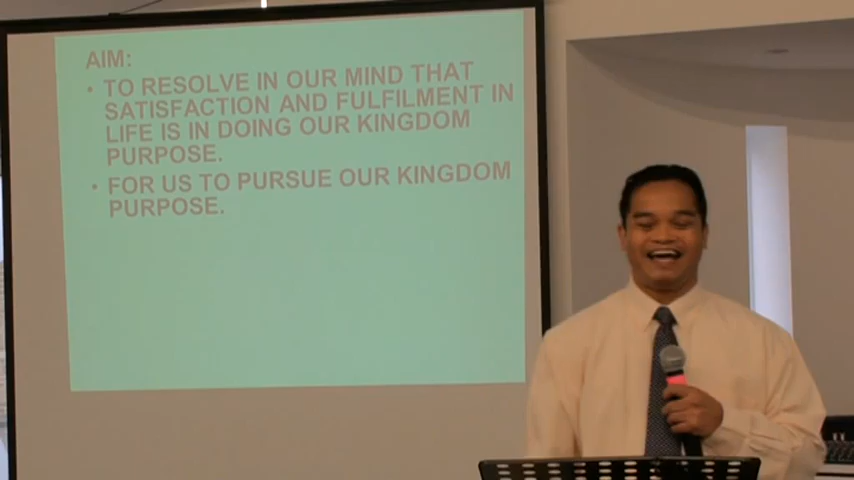 AIM:
• TO RESOLVE IN OUR MIND THAT
SATISFACTION AND FULFILMENT IN
LIFE IS IN DOING OUR KINGDOM
PURPOSE.
• FOR US TO PURSUE OUR KINGDOM
PURPOSE.